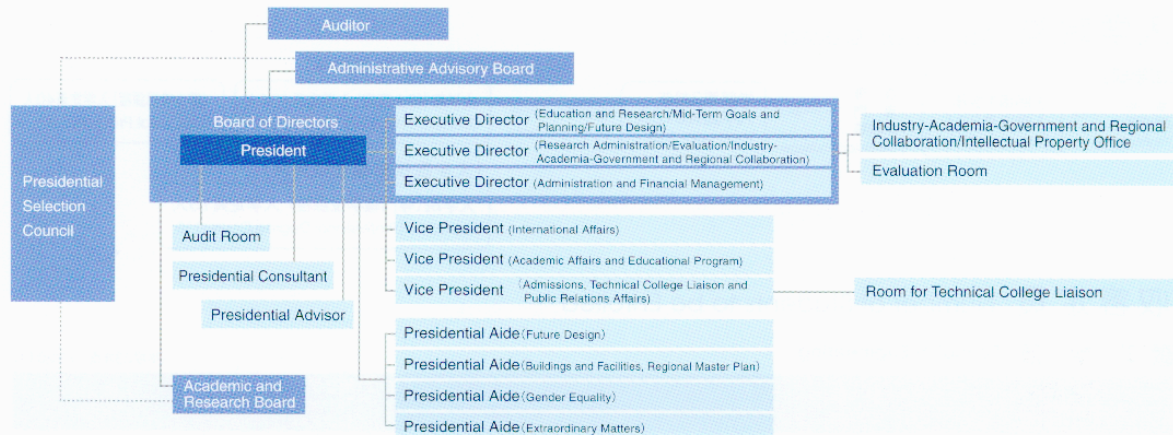 Auditor
Administrative Advisory Board
Presidential
Selection
Council
Board of Directors
President
Executive Director (Education and Research/Mid-Term Goals and
Planning/Future Design)
Executive Director (Research Administration/Evaluation/Industry-
Academia-Government and Regional Collaboration)
Executive Director (Administration and Financial Management)
Industry-Academia-Government and Regional
Collaboration/Intellectual Property Office
Evaluation Room
Audit Room
Presidential Consultant
Presidential Advisor
Vice President (International Affairs)
Vice President (Academic Affairs and Educational Program)
Vice President (Admissions, Technical College Liaison and
Public Relations Affairs)
Room for Technical College Liaison
Presidential Aide (Future Design)
Presidential Aide (Buildings and Facilities, Regional Master Plan)
Presidential Aide (Gender Equality)
Presidential Aide (Extraordinary Matters)
Academic and
Research Board